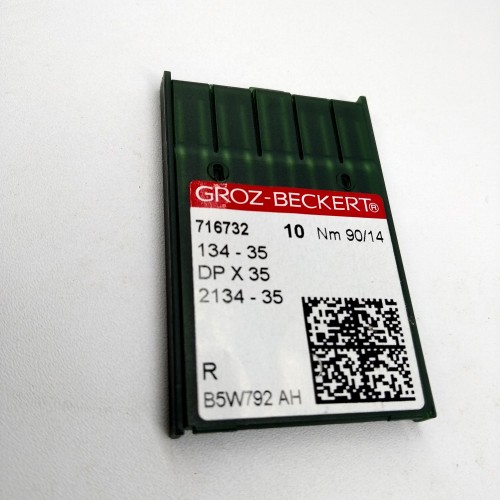 GROZ-BECKERT®
716732 10 Nm 90/14
134 - 35
DP X 35
2134 - 35
R
B5W792 AH